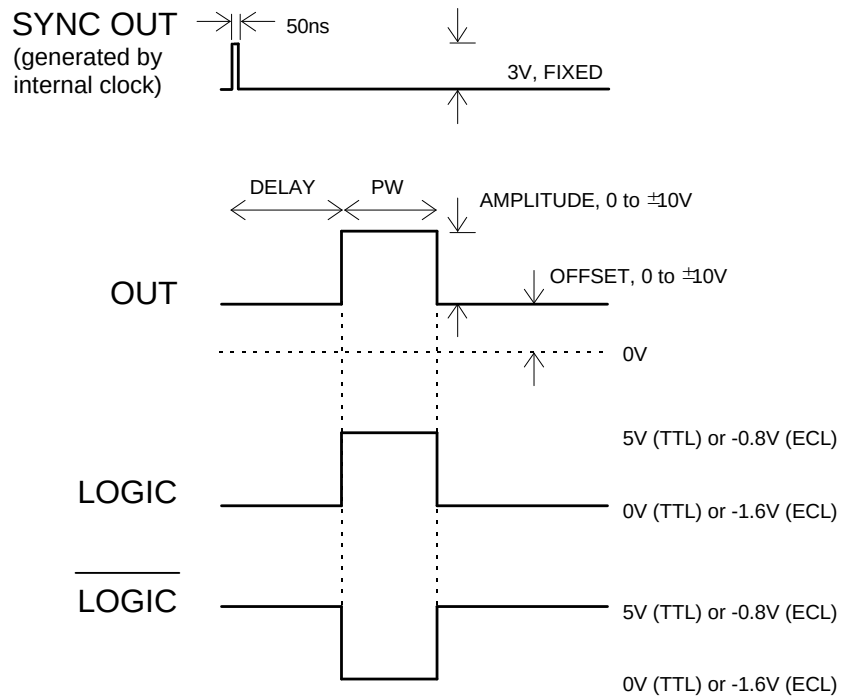 SYNC OUT
(generated by
internal clock)
50ns
3V, FIXED
DELAY
PW
AMPLITUDE, 0 to ±10V
OUT
OFFSET, 0 to ±10V
0V
5V (TTL) or -0.8V (ECL)
LOGIC
0V (TTL) or -1.6V (ECL)
LOGIC
5V (TTL) or -0.8V (ECL)
0V (TTL) or -1.6V (ECL)